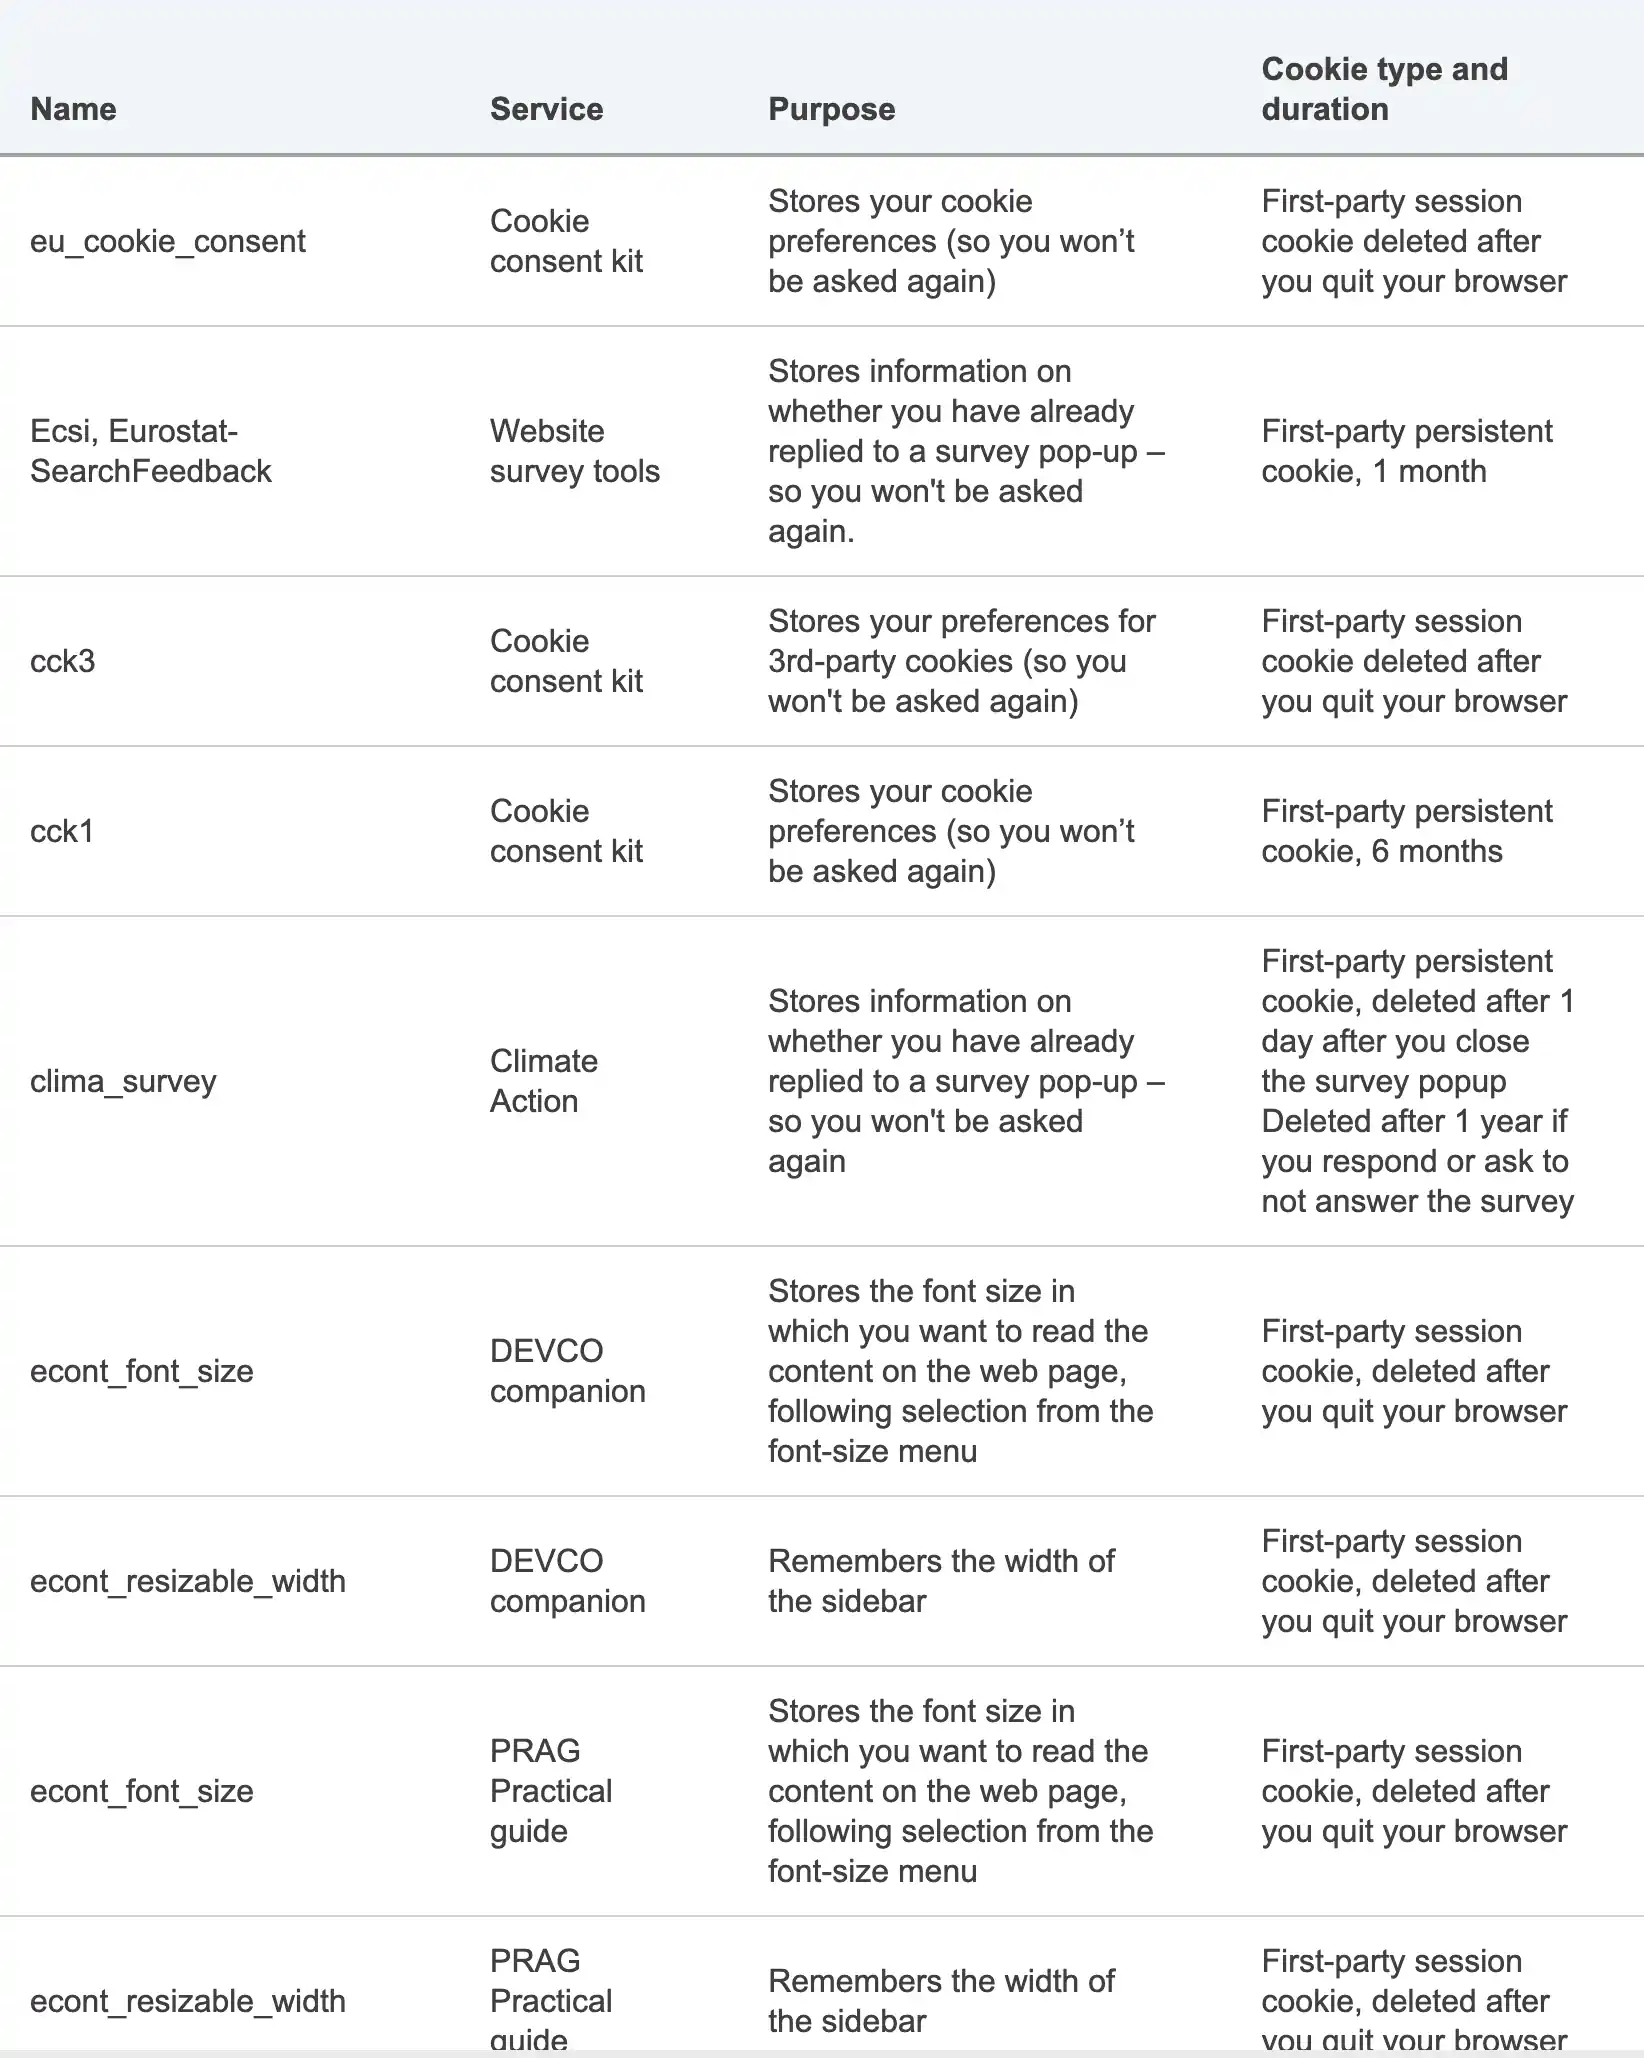 Name
Service
Purpose
Cookie type and
duration
eu_cookie_consent
Cookie
consent kit
Stores your cookie
preferences (so you won’t
be asked again)
First-party session
cookie deleted after
you quit your browser
Ecsi, Eurostat-
SearchFeedback
Website
survey tools
Stores information on
whether you have already
replied to a survey pop-up –
so you won't be asked
again.
First-party persistent
cookie, 1 month
cck3
Cookie
consent kit
Stores your preferences for
3rd-party cookies (so you
won't be asked again)
First-party session
cookie deleted after
you quit your browser
cck1
Cookie
consent kit
Stores your cookie
preferences (so you won’t
be asked again)
First-party persistent
cookie, 6 months
clima_survey
Climate
Action
Stores information on
whether you have already
replied to a survey pop-up –
so you won't be asked
again
First-party persistent
cookie, deleted after 1
day after you close
the survey popup
Deleted after 1 year if
you respond or ask to
not answer the survey
econt_font_size
DEVCO
companion
Stores the font size in
which you want to read the
content on the web page,
following selection from the
font-size menu
First-party session
cookie, deleted after
you quit your browser
econt_resizable_width
DEVCO
companion
Remembers the width of
the sidebar
First-party session
cookie, deleted after
you quit your browser
econt_font_size
PRAG
Practical
guide
Stores the font size in
which you want to read the
content on the web page,
following selection from the
font-size menu
First-party session
cookie, deleted after
you quit your browser
econt_resizable_width
PRAG
Practical
guide
Remembers the width of
the sidebar
First-party session
cookie, deleted after
you quit your browser